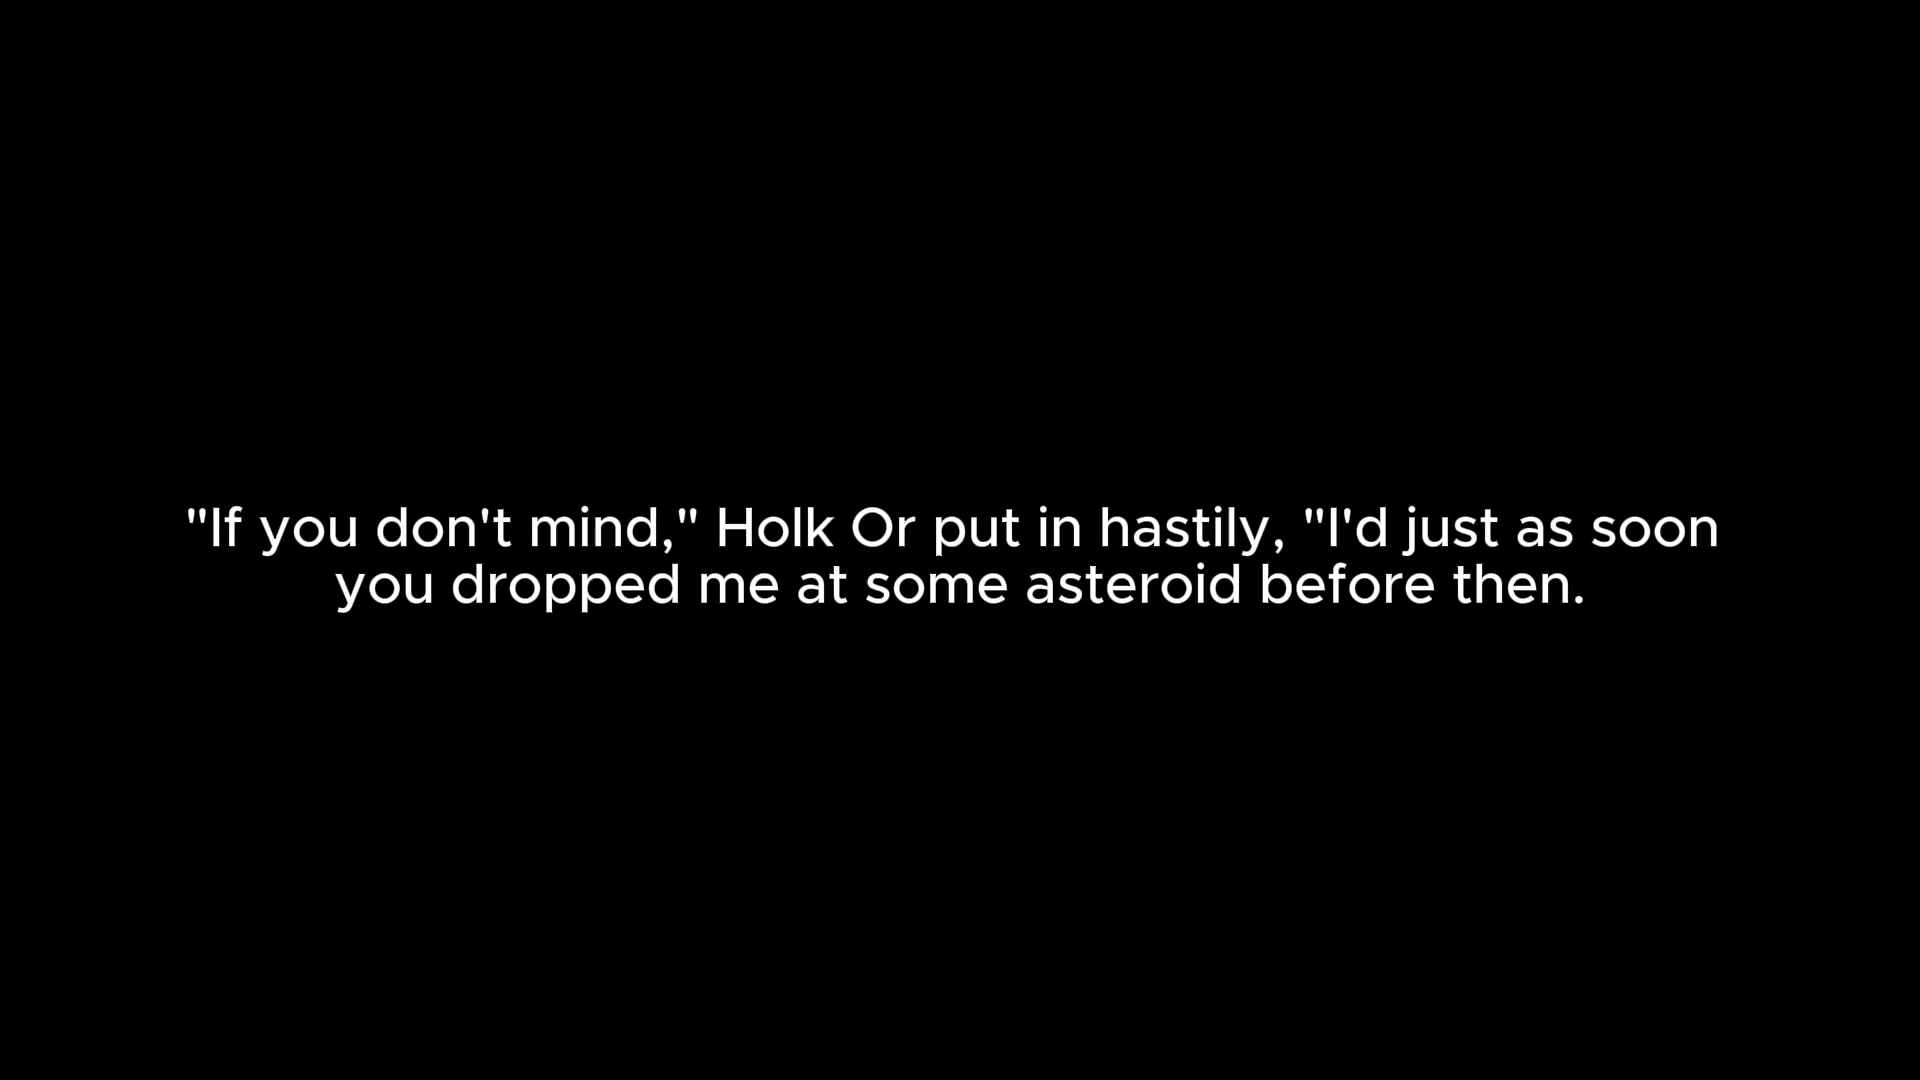 "If you don't mind," Holk Or put in hastily, "I'd just as soon
you dropped me at some asteroid before then.